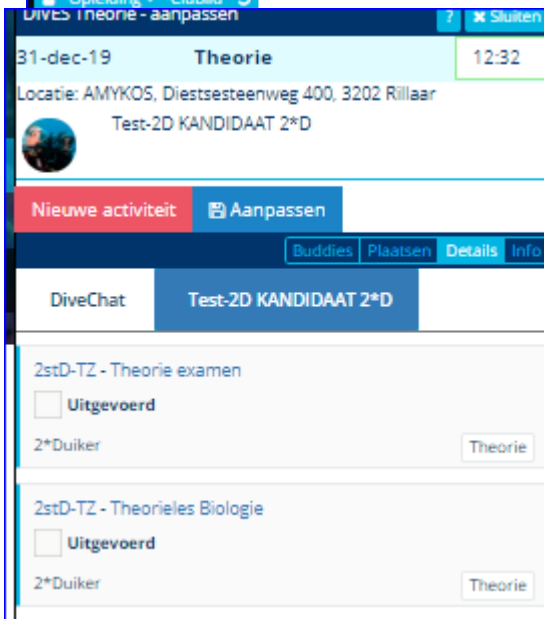 Opleiding Clublid
DIVES Theorie - aanpassen ? × Sluiten
31-dec-19 Theorie 12:32
Locatie: AMYKOS, Diestsesteenweg 400, 3202 Rillaar
Test-2D KANDIDAAT 2*D
Nieuwe activiteit Aanpassen
Buddies Plaatsen Details Info
DiveChat Test-2D KANDIDAAT 2*D
2stD-TZ - Theorie examen
Uitgevoerd
2*Duiker Theorie
2stD-TZ - Theorieles Biologie
Uitgevoerd
2*Duiker Theorie